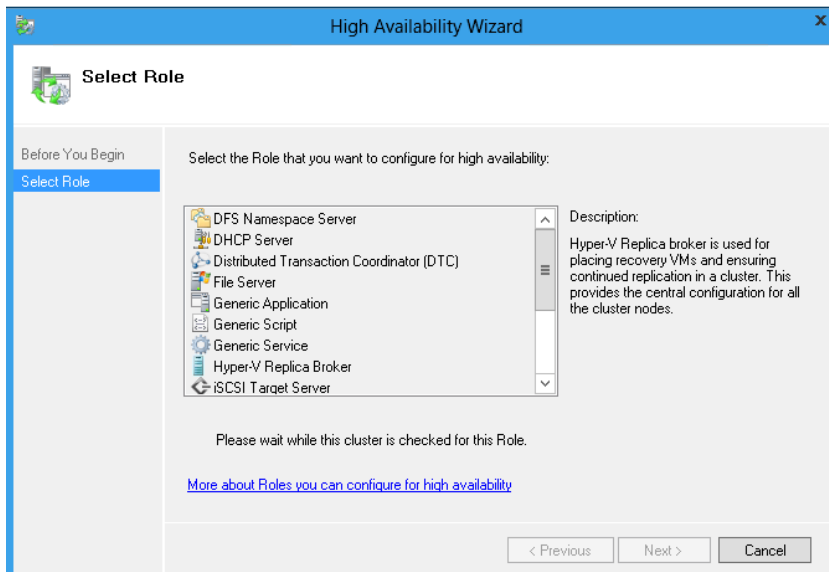 High Availability Wizard
x
Select Role
Before You Begin
Select Role
Select the Role that you want to configure for high availability:
DFS Namespace Server
DHCP Server
Distributed Transaction Coordinator (DTC)
File Server
Generic Application
Generic Script
Generic Service
Hyper-V Replica Broker
iSCSI Target Server
Description:
Hyper-V Replica broker is used for
placing recovery VMs and ensuring
continued replication in a cluster. This
provides the central configuration for all
the cluster nodes.
Please wait while this cluster is checked for this Role.
More about Roles you can configure for high availability
< Previous
Next >
Cancel